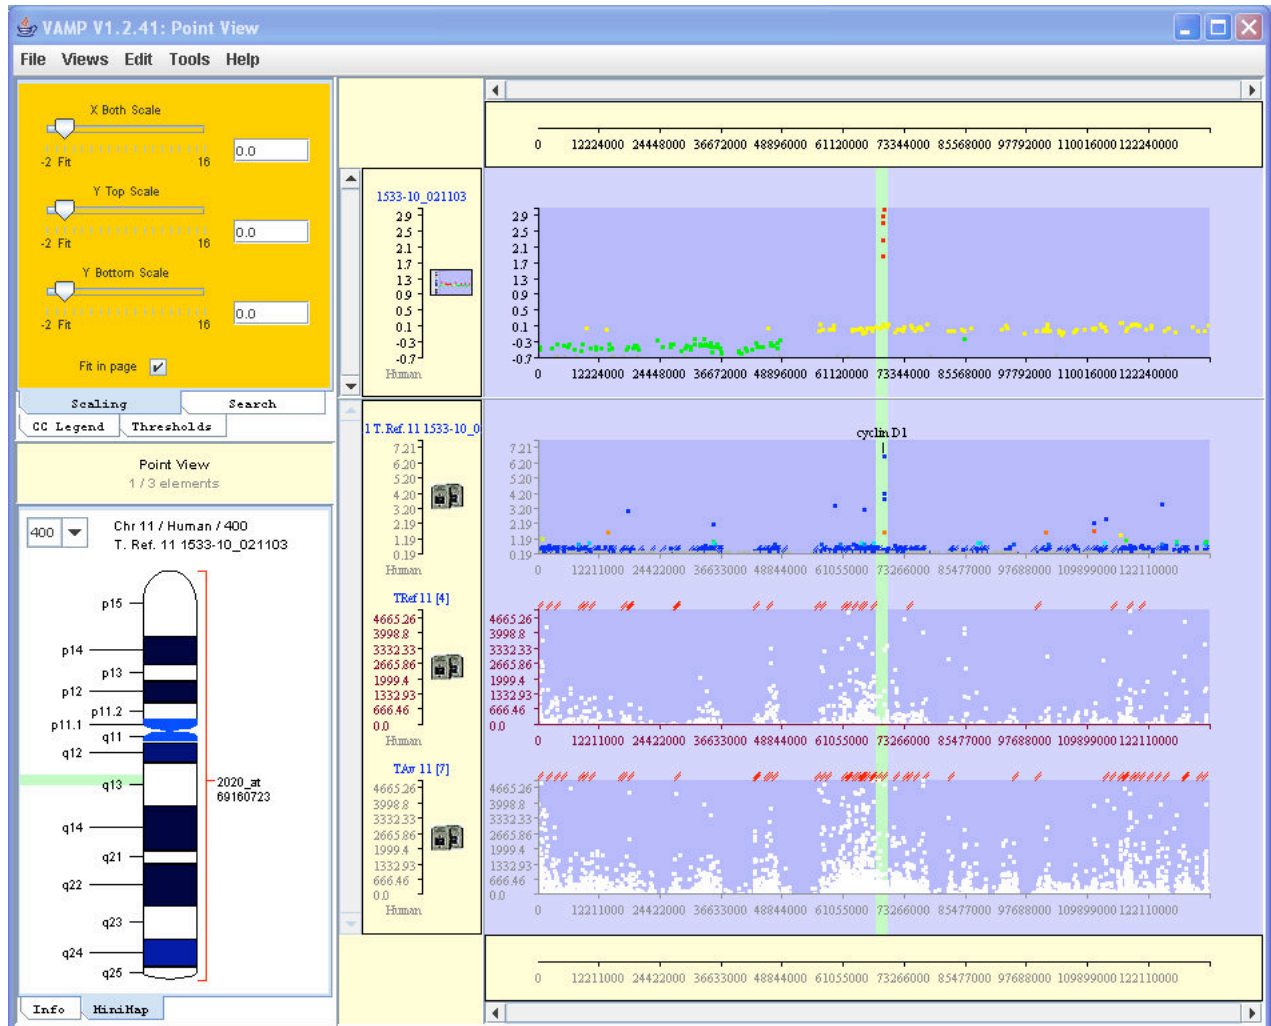 VAMP V1.2.41: Point View
File Views Edit Tools Help
X Both Scale
-2 Fit 16 0.0
Y Top Scale
-2 Fit 16 0.0
Y Bottom Scale
-2 Fit 16 0.0
Fit in page
Scaling Search
CC Legend Thresholds
Point View
1 / 3 elements
400 Chr 11 / Human / 400
T. Ref. 11 1533-10_021103
p15
p14
p13
p12
p11.2
p11.1
q11
q12
q13
q14
q21
q22
q23
q24
q25
2020_at
69160723
Info MiniMap
0 12224000 24448000 36672000 48896000 61120000 73344000 85568000 97792000 110016000 122240000
1533-10_021103
2.9 2.9
2.5 2.5
2.1 2.1
1.7 1.7
1.3 1.3
0.9 0.9
0.5 0.5
0.1 0.1
-0.3 -0.3
-0.7 -0.7
Human 0 12224000 24448000 36672000 48896000 61120000 73344000 85568000 97792000 110016000 122240000
1 T. Ref. 11 1533-10_0
cyclin D1
7.21 7.21
6.20 6.20
5.20 5.20
4.20 4.20
3.20 3.20
2.19 2.19
1.19 1.19
0.19 0.19
Human 0 12211000 24422000 36633000 48844000 61055000 73266000 85477000 97688000 109899000 122110000
TRef 11 [4]
4665.26 4665.26
3998.8 3998.8
3332.33 3332.33
2665.86 2665.86
1999.4 1999.4
1332.93 1332.93
666.46 666.46
0.0 0.0
Human 0 12211000 24422000 36633000 48844000 61055000 73266000 85477000 97688000 109899000 122110000
TAw 11 [7]
4665.26 4665.26
3998.8 3998.8
3332.33 3332.33
2665.86 2665.86
1999.4 1999.4
1332.93 1332.93
666.46 666.46
0.0 0.0
Human 0 12211000 24422000 36633000 48844000 61055000 73266000 85477000 97688000 109899000 122110000
0 12211000 24422000 36633000 48844000 61055000 73266000 85477000 97688000 109899000 122110000